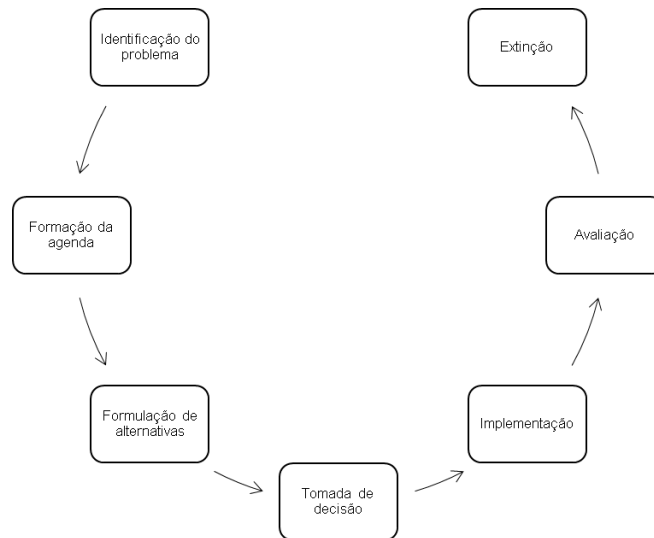 Identificação do
problema
Extinção
Formação da
agenda
Avaliação
Formulação de
alternativas
Implementação
Tomada de
decisão